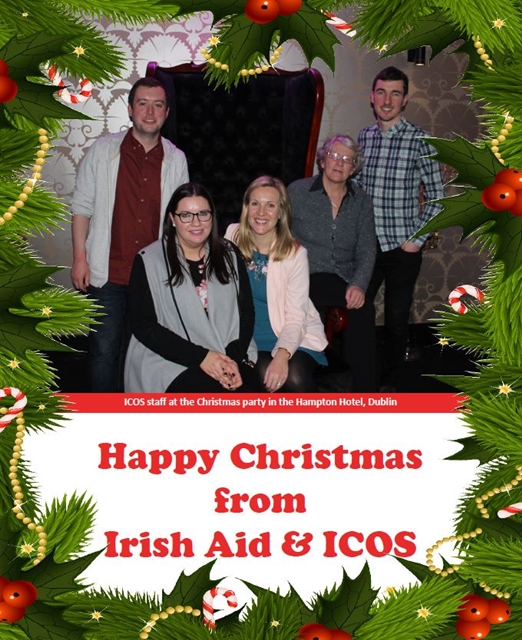 ICOS staff at the Christmas party in the Hampton Hotel, Dublin
Happy Christmas
from
Irish Aid & ICOS